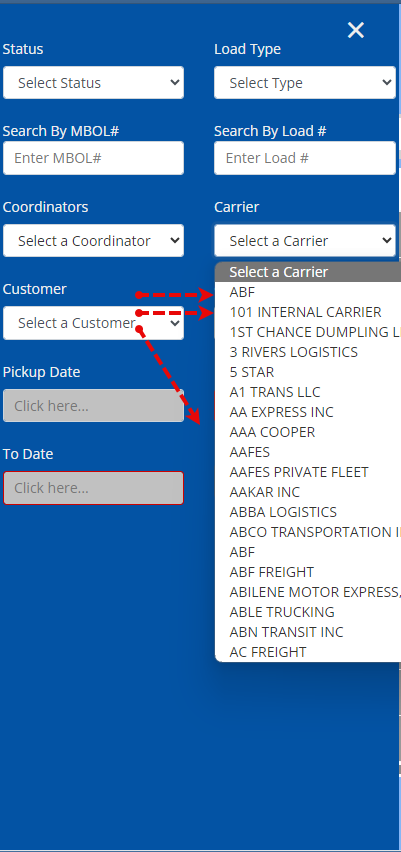 ×
Status
Load Type
Select Status
Select Type
Search By MBOL#
Search By Load #
Enter MBOL#
Enter Load #
Coordinators
Carrier
Select a Coordinator
Select a Carrier
Select a Carrier
Customer
ABF
101 INTERNAL CARRIER
Select a Customer
1ST CHANCE DUMPLING L
3 RIVERS LOGISTICS
Pickup Date
5 STAR
A1 TRANS LLC
Click here...
AA EXPRESS INC
AAA COOPER
To Date
AAFES
AAFES PRIVATE FLEET
Click here...
AAKAR INC
ABBA LOGISTICS
ABCO TRANSPORTATION I
ABF
ABF FREIGHT
ABILENE MOTOR EXPRESS,
ABLE TRUCKING
ABN TRANSIT INC
AC FREIGHT